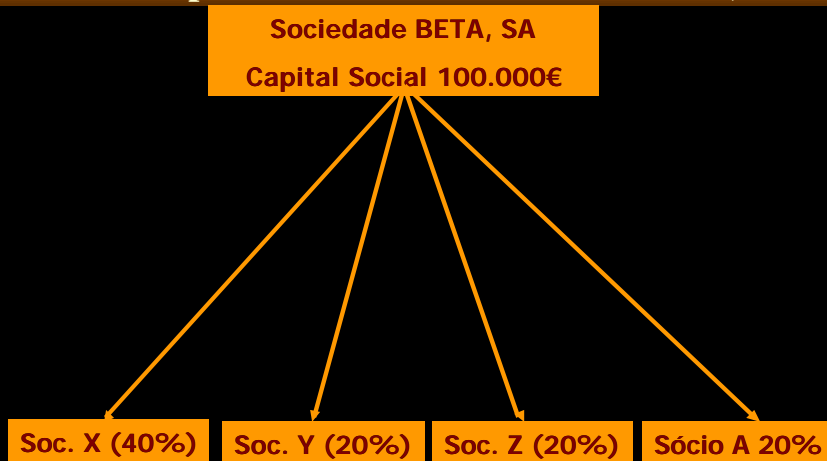 Sociedade BETA, SA
Capital Social 100.000€
Soc. X (40%)
Soc. Y (20%)
Soc. Z (20%)
Sócio A 20%